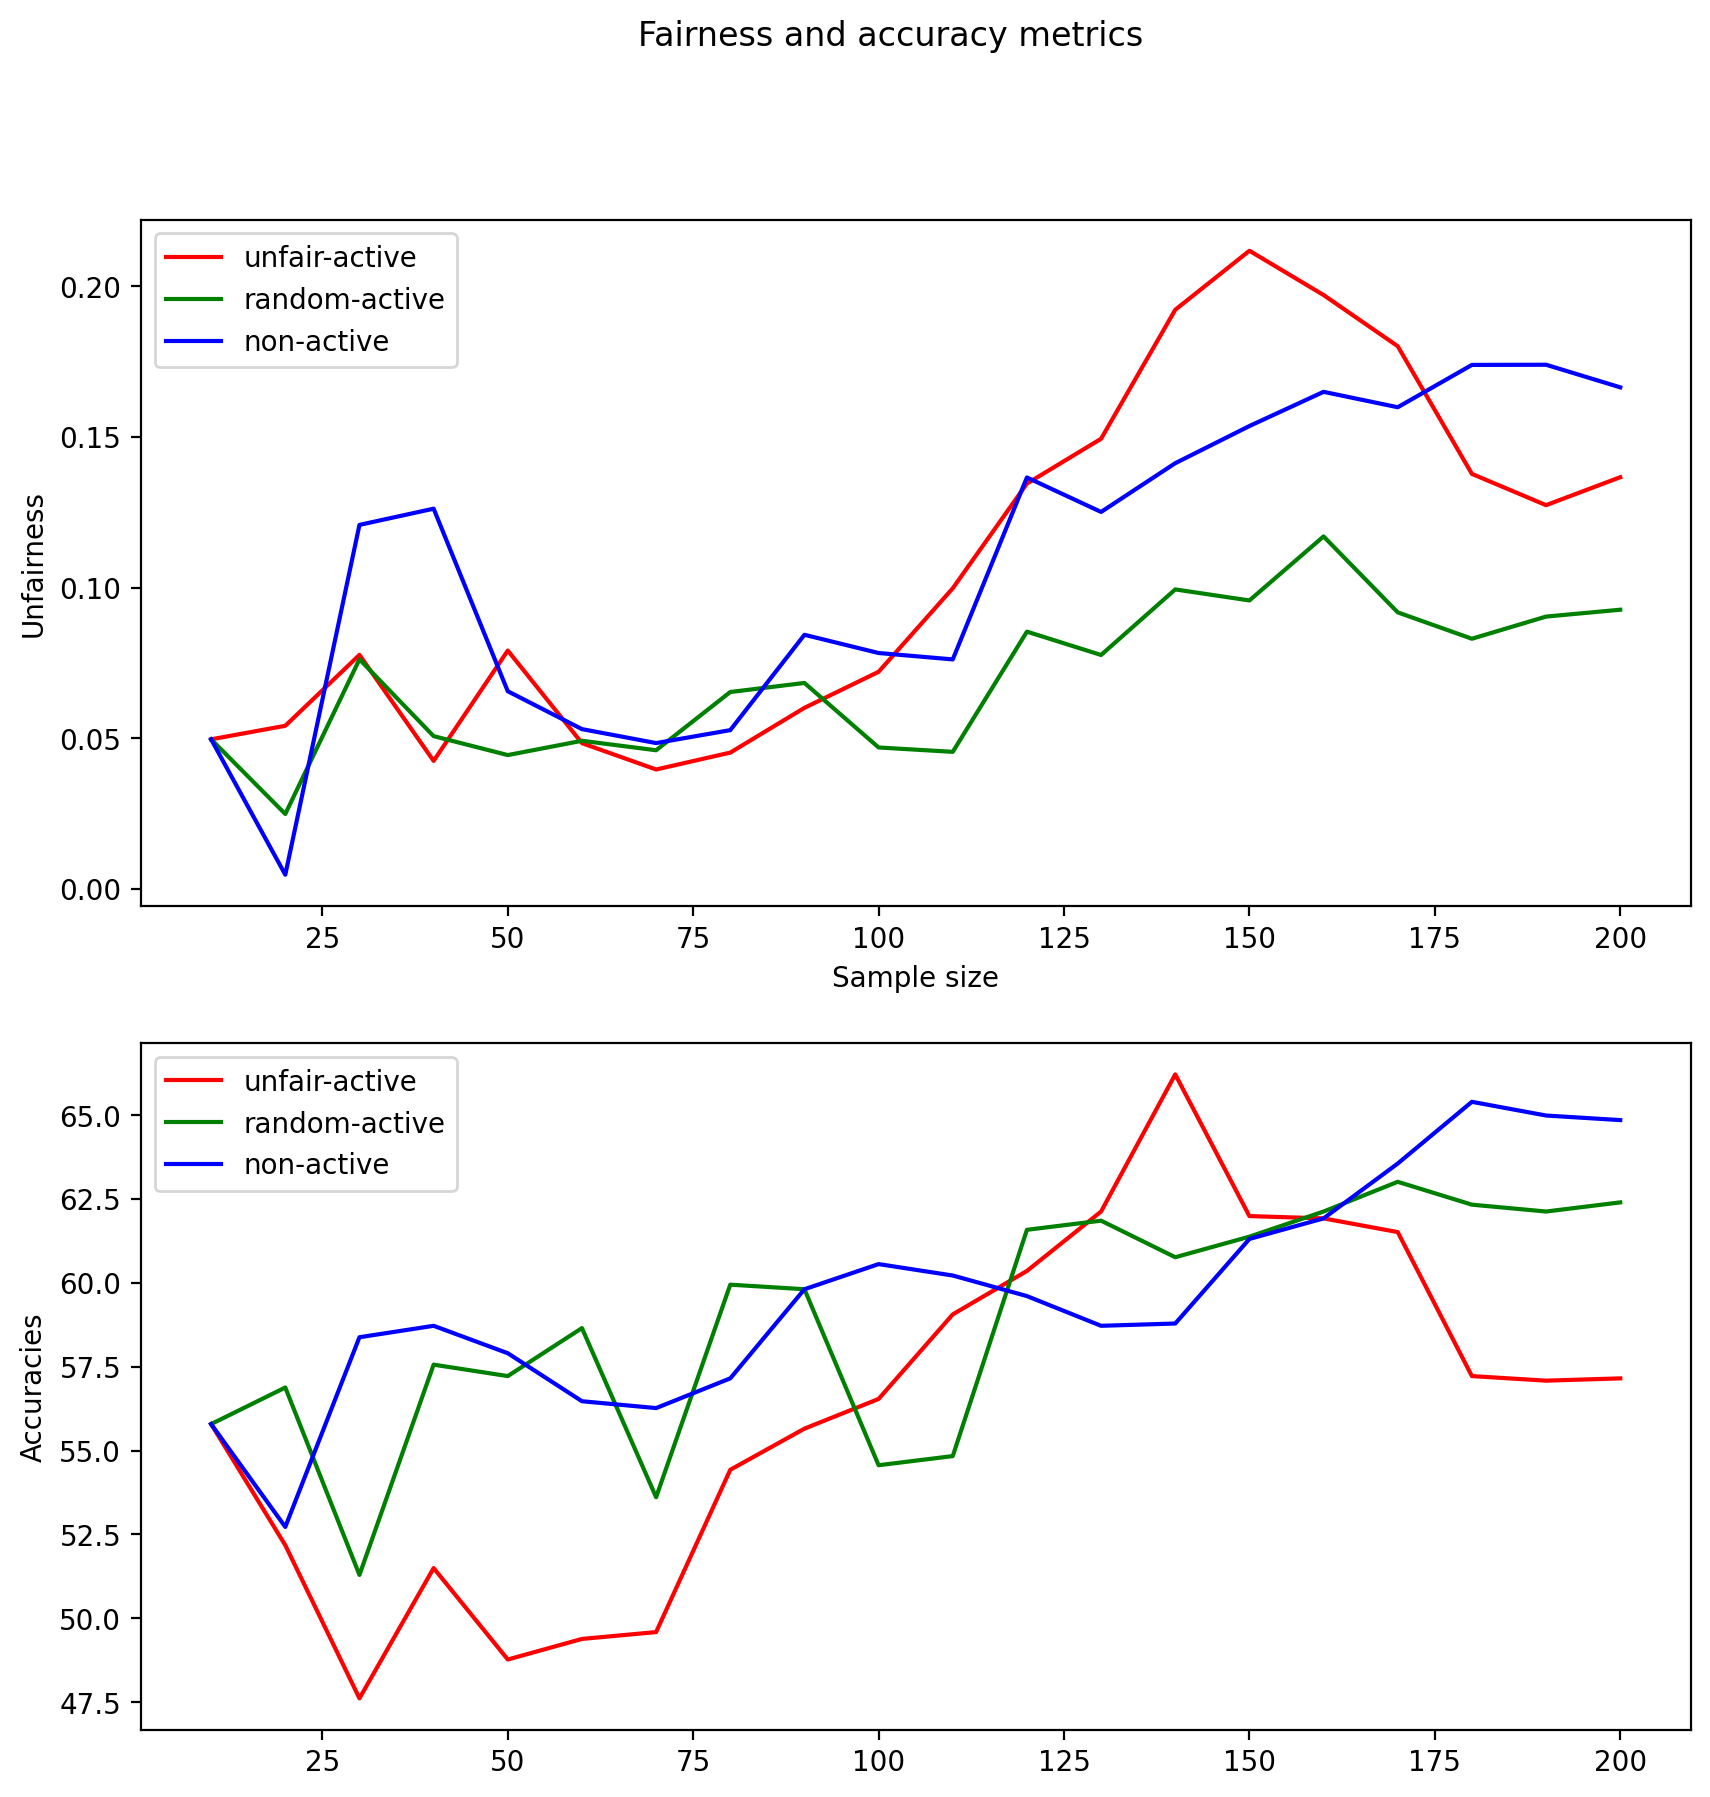 Fairness and accuracy metrics
unfair-active
random-active
non-active
0.20
0.15
0.10
0.05
0.00
Unfairness
25 50 75 100 125 150 175 200
Sample size
unfair-active
random-active
non-active
65.0
62.5
60.0
57.5
55.0
52.5
50.0
47.5
Accuracies
25 50 75 100 125 150 175 200